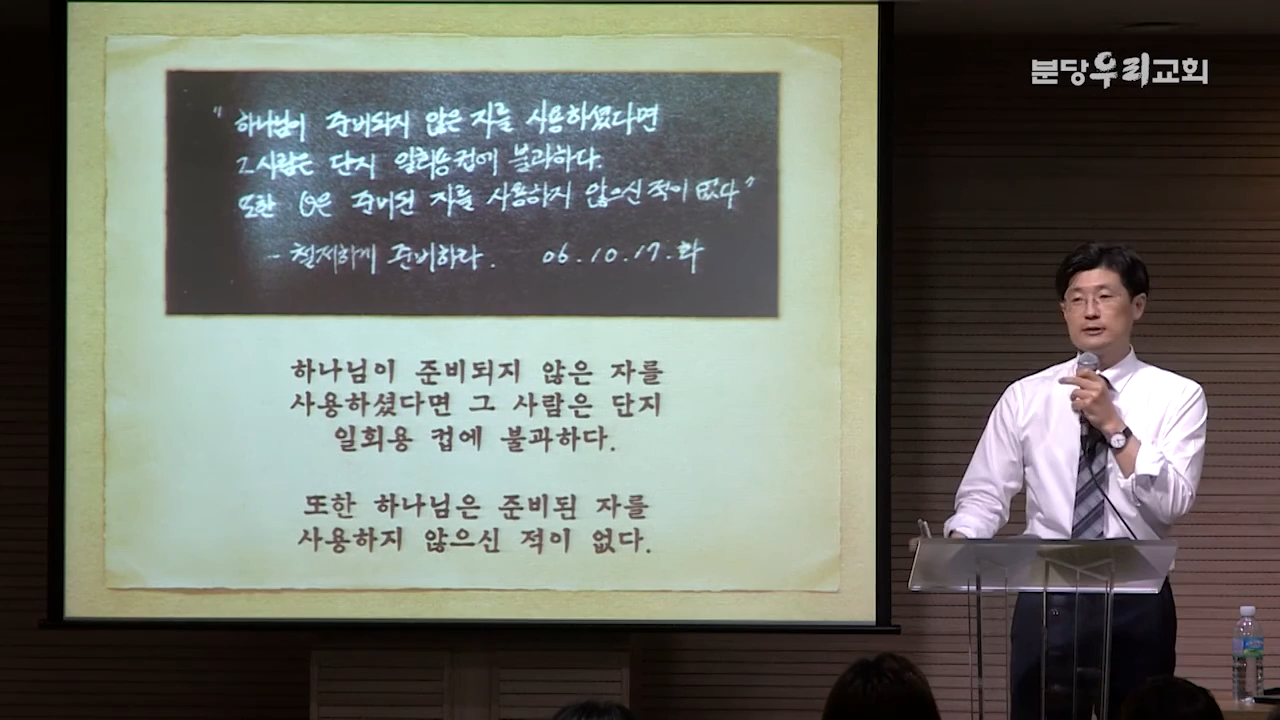 분당우리교회
"하나님이 준비되지 않은 자를 사용하셨다면
그 사람은 단지 일회용 컵에 불과하다.
또한 은 준비된 자를 사용하지 않으신 적이 없다"
- 철저하게 준비하라. 06.10.17.화
하나님이 준비되지 않은 자를
사용하셨다면 그 사람은 단지
일회용 컵에 불과하다.
또한 하나님은 준비된 자를
사용하지 않으신 적이 없다.